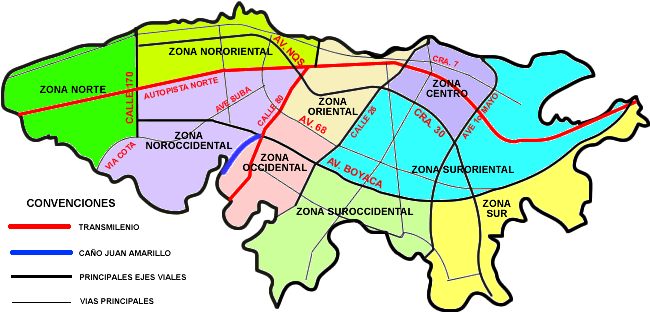 ZONA NORORIENTAL
AV. NQS
CRA. 7
ZONA NORTE
CALLE 170
AUTOPISTA NORTE
AVE SUBA
CALLE 80
ZONA
ORIENTAL
ZONA
CENTRO
AVE 1o MAYO
CALLE 26
CRA. 30
AV. 68
ZONA
NOROCCIDENTAL
VIA COTA
ZONA
OCCIDENTAL
AV. BOYACA
ZONA SURORIENTAL
ZONA
SUR
ZONA SUROCCIDENTAL
CONVENCIONES
TRANSMILENIO
CAÑO JUAN AMARILLO
PRINCIPALES EJES VIALES
VIAS PRINCIPALES